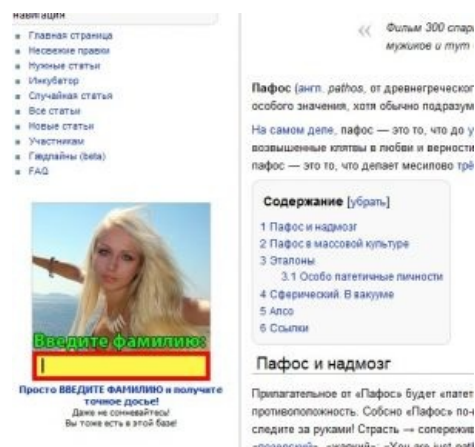 навигация
Главная страница
Несвежие правки
Нужные статьи
Инкубатор
Случайная статья
Все статьи
Новые статьи
Участникам
Гайдлайны (beta)
FAQ
Введите фамилию:
Просто ВВЕДИТЕ ФАМИЛИЮ и получите
точное досье!
Даже не сомневайтесь!
Вы тоже есть в этой базе!
« Фильм 300 спар
мужиков и тут
Пафос (англ. pathos, от древнегреческог
особого значения, хотя обычно подразум
На самом деле, пафос — это то, что до у
возвышенные клятвы в любви и верности
пафос — это то, что делает месилово трё
Содержание [убрать]
1 Пафос и надмозг
2 Пафос в массовой культуре
3 Эталоны
3.1 Особо патетичные личности
4 Сферический. В вакууме
5 Алсо
6 Ссылки
Пафос и надмозг
Прилагательное от «Пафос» будет «патет
противоположность. Собсно «Пафос» по-н
следите за руками! Страсть → сопережив